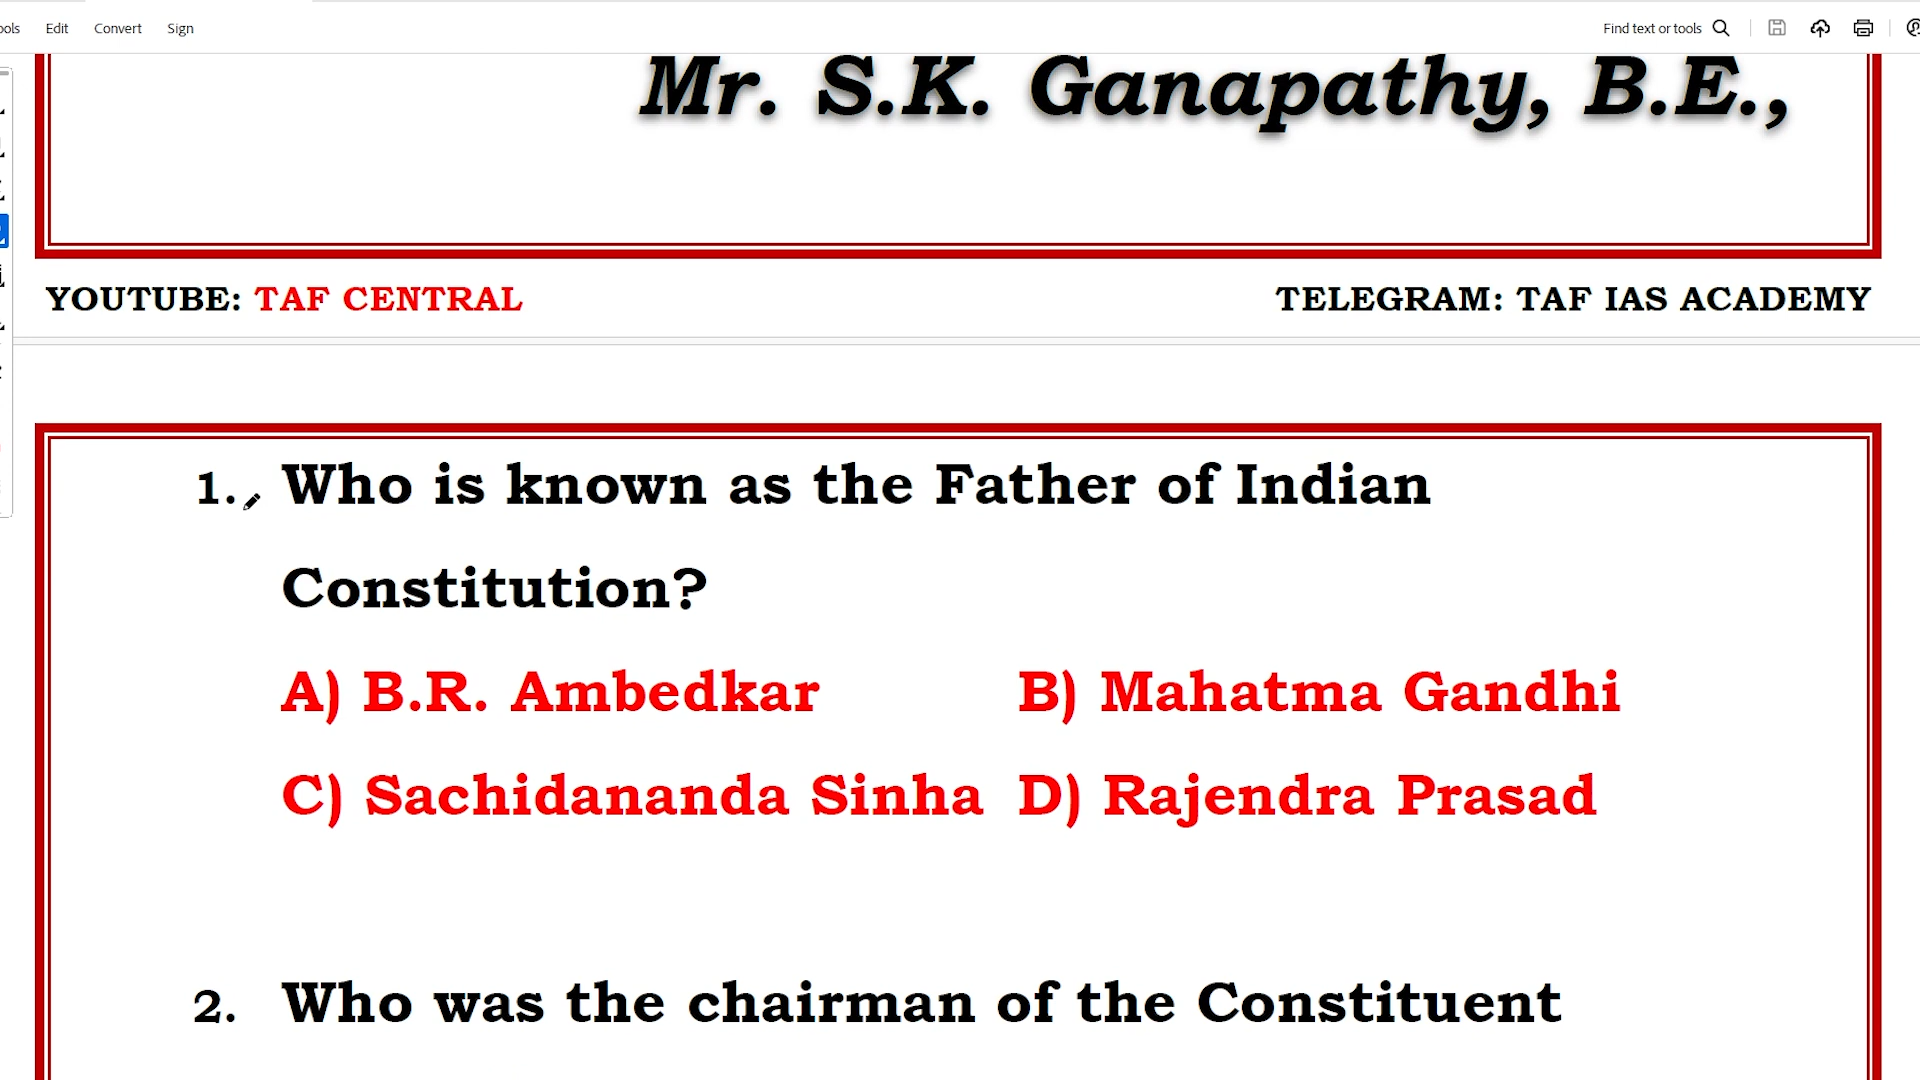 ools Edit Convert Sign Find text or tools
Mr. S.K. Ganapathy, B.E.,
YOUTUBE: TAF CENTRAL TELEGRAM: TAF IAS ACADEMY
1. Who is known as the Father of Indian
Constitution?
A) B.R. Ambedkar B) Mahatma Gandhi
C) Sachidananda Sinha D) Rajendra Prasad
2. Who was the chairman of the Constituent